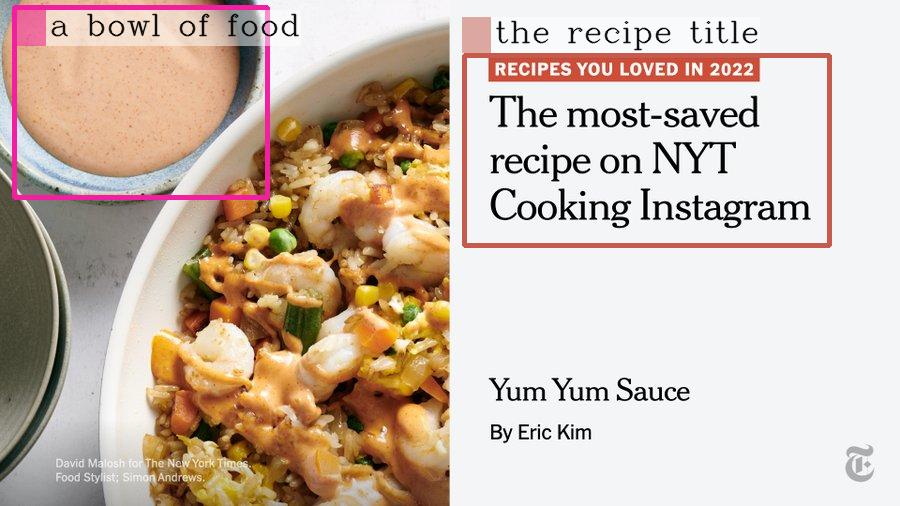 a bowl of food
the recipe title
RECIPES YOU LOVED IN 2022
The most-saved
recipe on NYT
Cooking Instagram
Yum Yum Sauce
By Eric Kim
David Malosh for The New York Times.
Food Stylist; Simon Andrews.
T